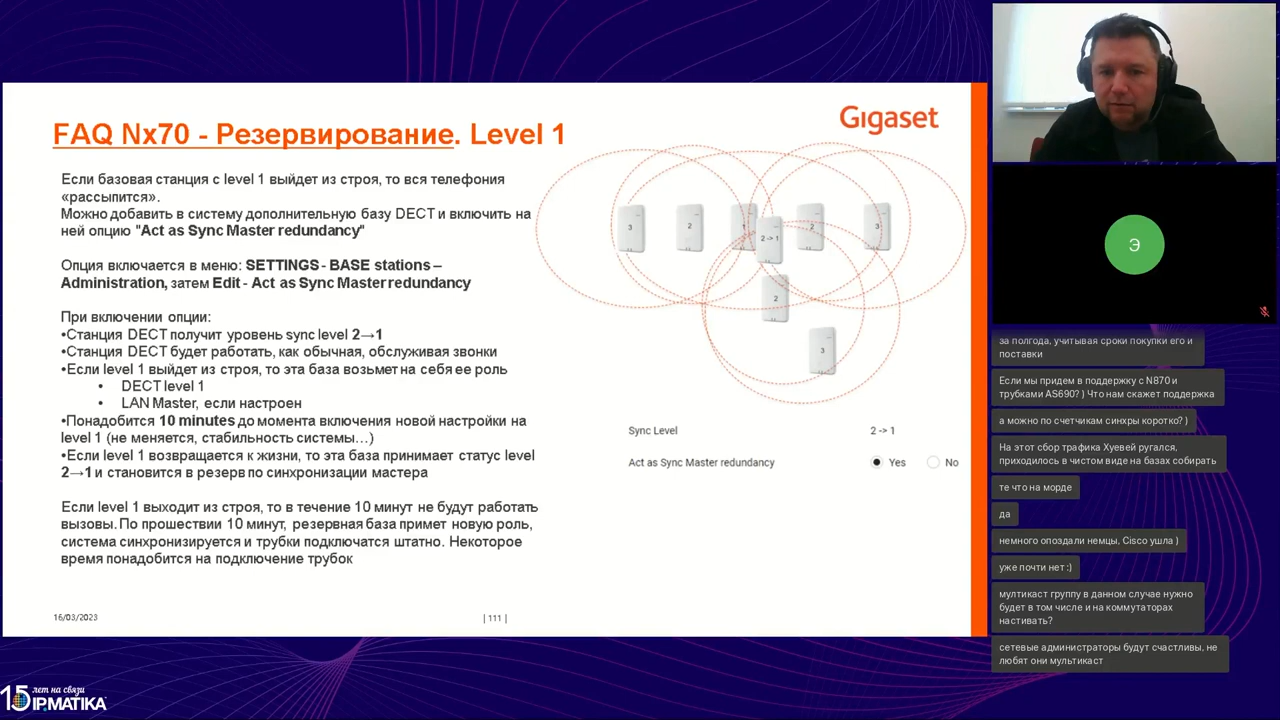 FAQ Nx70 - Резервирование. Level 1
Gigaset
Если базовая станция с level 1 выйдет из строя, то вся телефония
«рассыпится».
Можно добавить в систему дополнительную базу DECT и включить на
ней опцию "Act as Sync Master redundancy"
Опция включается в меню: SETTINGS - BASE stations –
Administration, затем Edit - Act as Sync Master redundancy
При включении опции:
•Станция DECT получит уровень sync level 2→1
•Станция DECT будет работать, как обычная, обслуживая звонки
•Если level 1 выйдет из строя, то эта база возьмет на себя ее роль
• DECT level 1
• LAN Master, если настроен
•Понадобится 10 minutes до момента включения новой настройки на
level 1 (не меняется, стабильность системы…)
•Если level 1 возвращается к жизни, то эта база принимает статус level
2→1 и становится в резерв по синхронизации мастера
Если level 1 выходит из строя, то в течение 10 минут не будут работать
вызовы. По прошествии 10 минут, резервная база примет новую роль,
система синхронизируется и трубки подключатся штатно. Некоторое
время понадобится на подключение трубок
3
2
1
2 -> 1
2
3
2
3
Sync Level 2 -> 1
Act as Sync Master redundancy Yes No
16/03/2023
| 111 |
15 лет на связи
IPMATIKA
Э
за полгода, учитывая сроки покупки его и
поставки
Если мы придем в поддержку с N870 и
трубками AS690? ) Что нам скажет поддержка
а можно по счетчикам синхры коротко? )
На этот сбор трафика Хуевей ругался,
приходилось в чистом виде на базах собирать
те что на морде
да
немного опоздали немцы, Cisco ушла )
уже почти нет :)
мултикаст группу в данном случае нужно
будет в том числе и на коммутаторах
настивать?
сетевые администраторы будут счастливы, не
любят они мультикаст